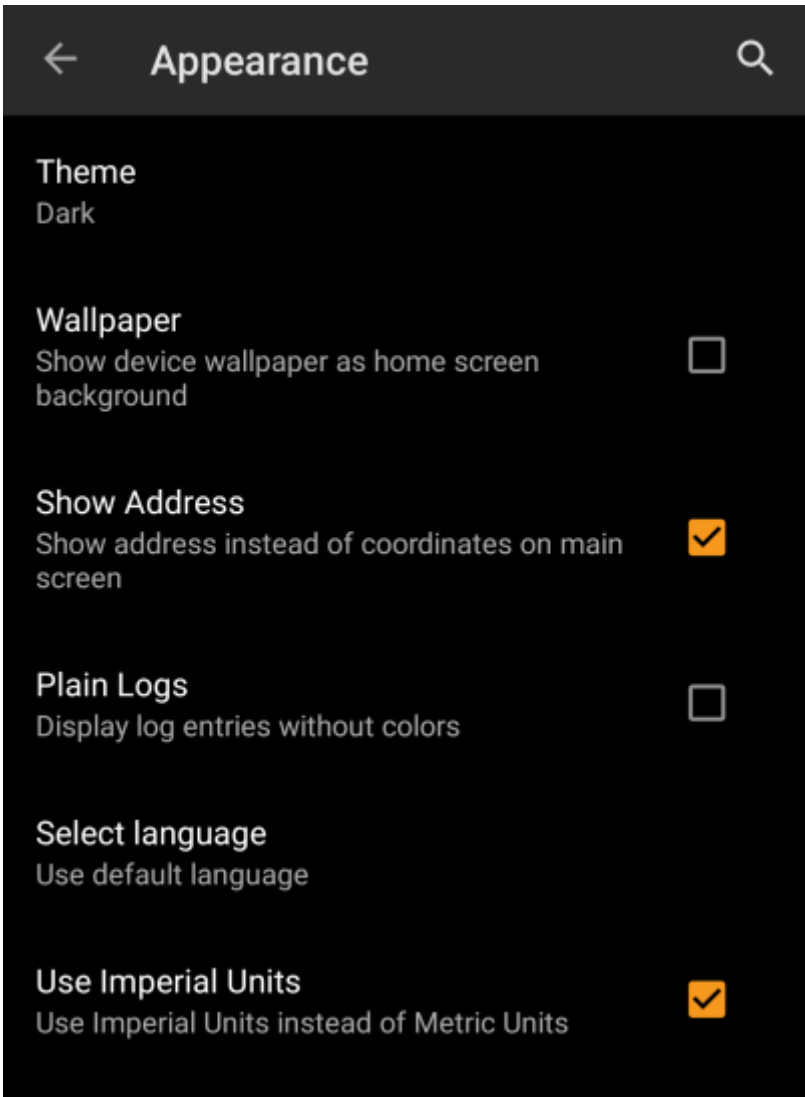 Appearance
Theme
Dark
Wallpaper
Show device wallpaper as home screen
background
Show Address
Show address instead of coordinates on main
screen
Plain Logs
Display log entries without colors
Select language
Use default language
Use Imperial Units
Use Imperial Units instead of Metric Units